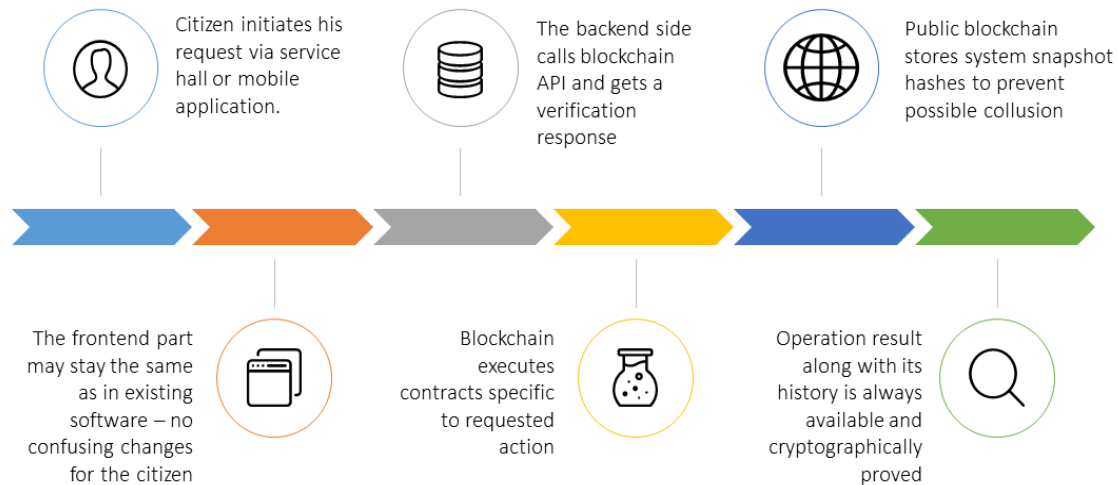 Citizen initiates his
request via service
hall or mobile
application.
The frontend part
may stay the same
as in existing
software – no
confusing changes
for the citizen
The backend side
calls blockchain
API and gets a
verification
response
Blockchain
executes
contracts specific
to requested
action
Public blockchain
stores system snapshot
hashes to prevent
possible collusion
Operation result
along with its
history is always
available and
cryptographically
proved